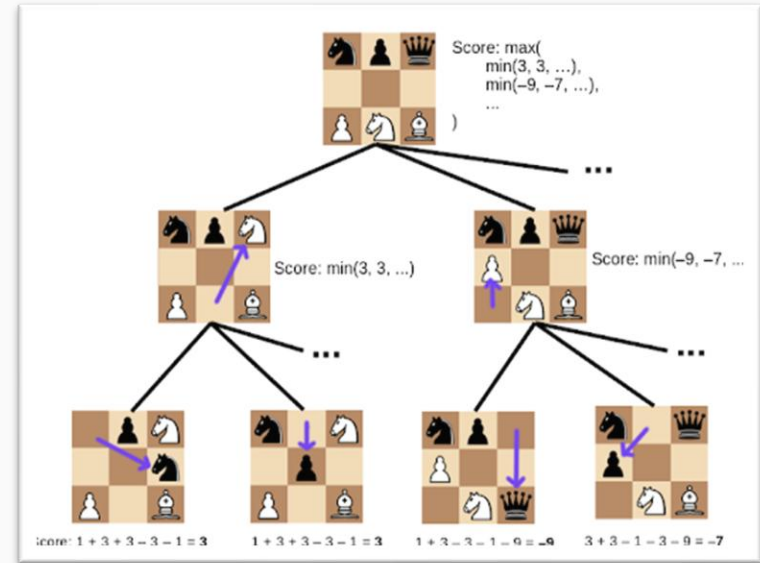 Score: max(
min(3, 3, ...),
min(–9, –7, ...),
...
)
...
Score: min(3, 3, ...)
Score: min(–9, –7, ...
...
...
score: 1 + 3 + 3 – 3 – 1 = 3
1 + 3 + 3 – 3 – 1 = 3
1 + 3 – 3 – 1 – 9 = –9
3 + 3 – 1 – 3 – 9 = –7